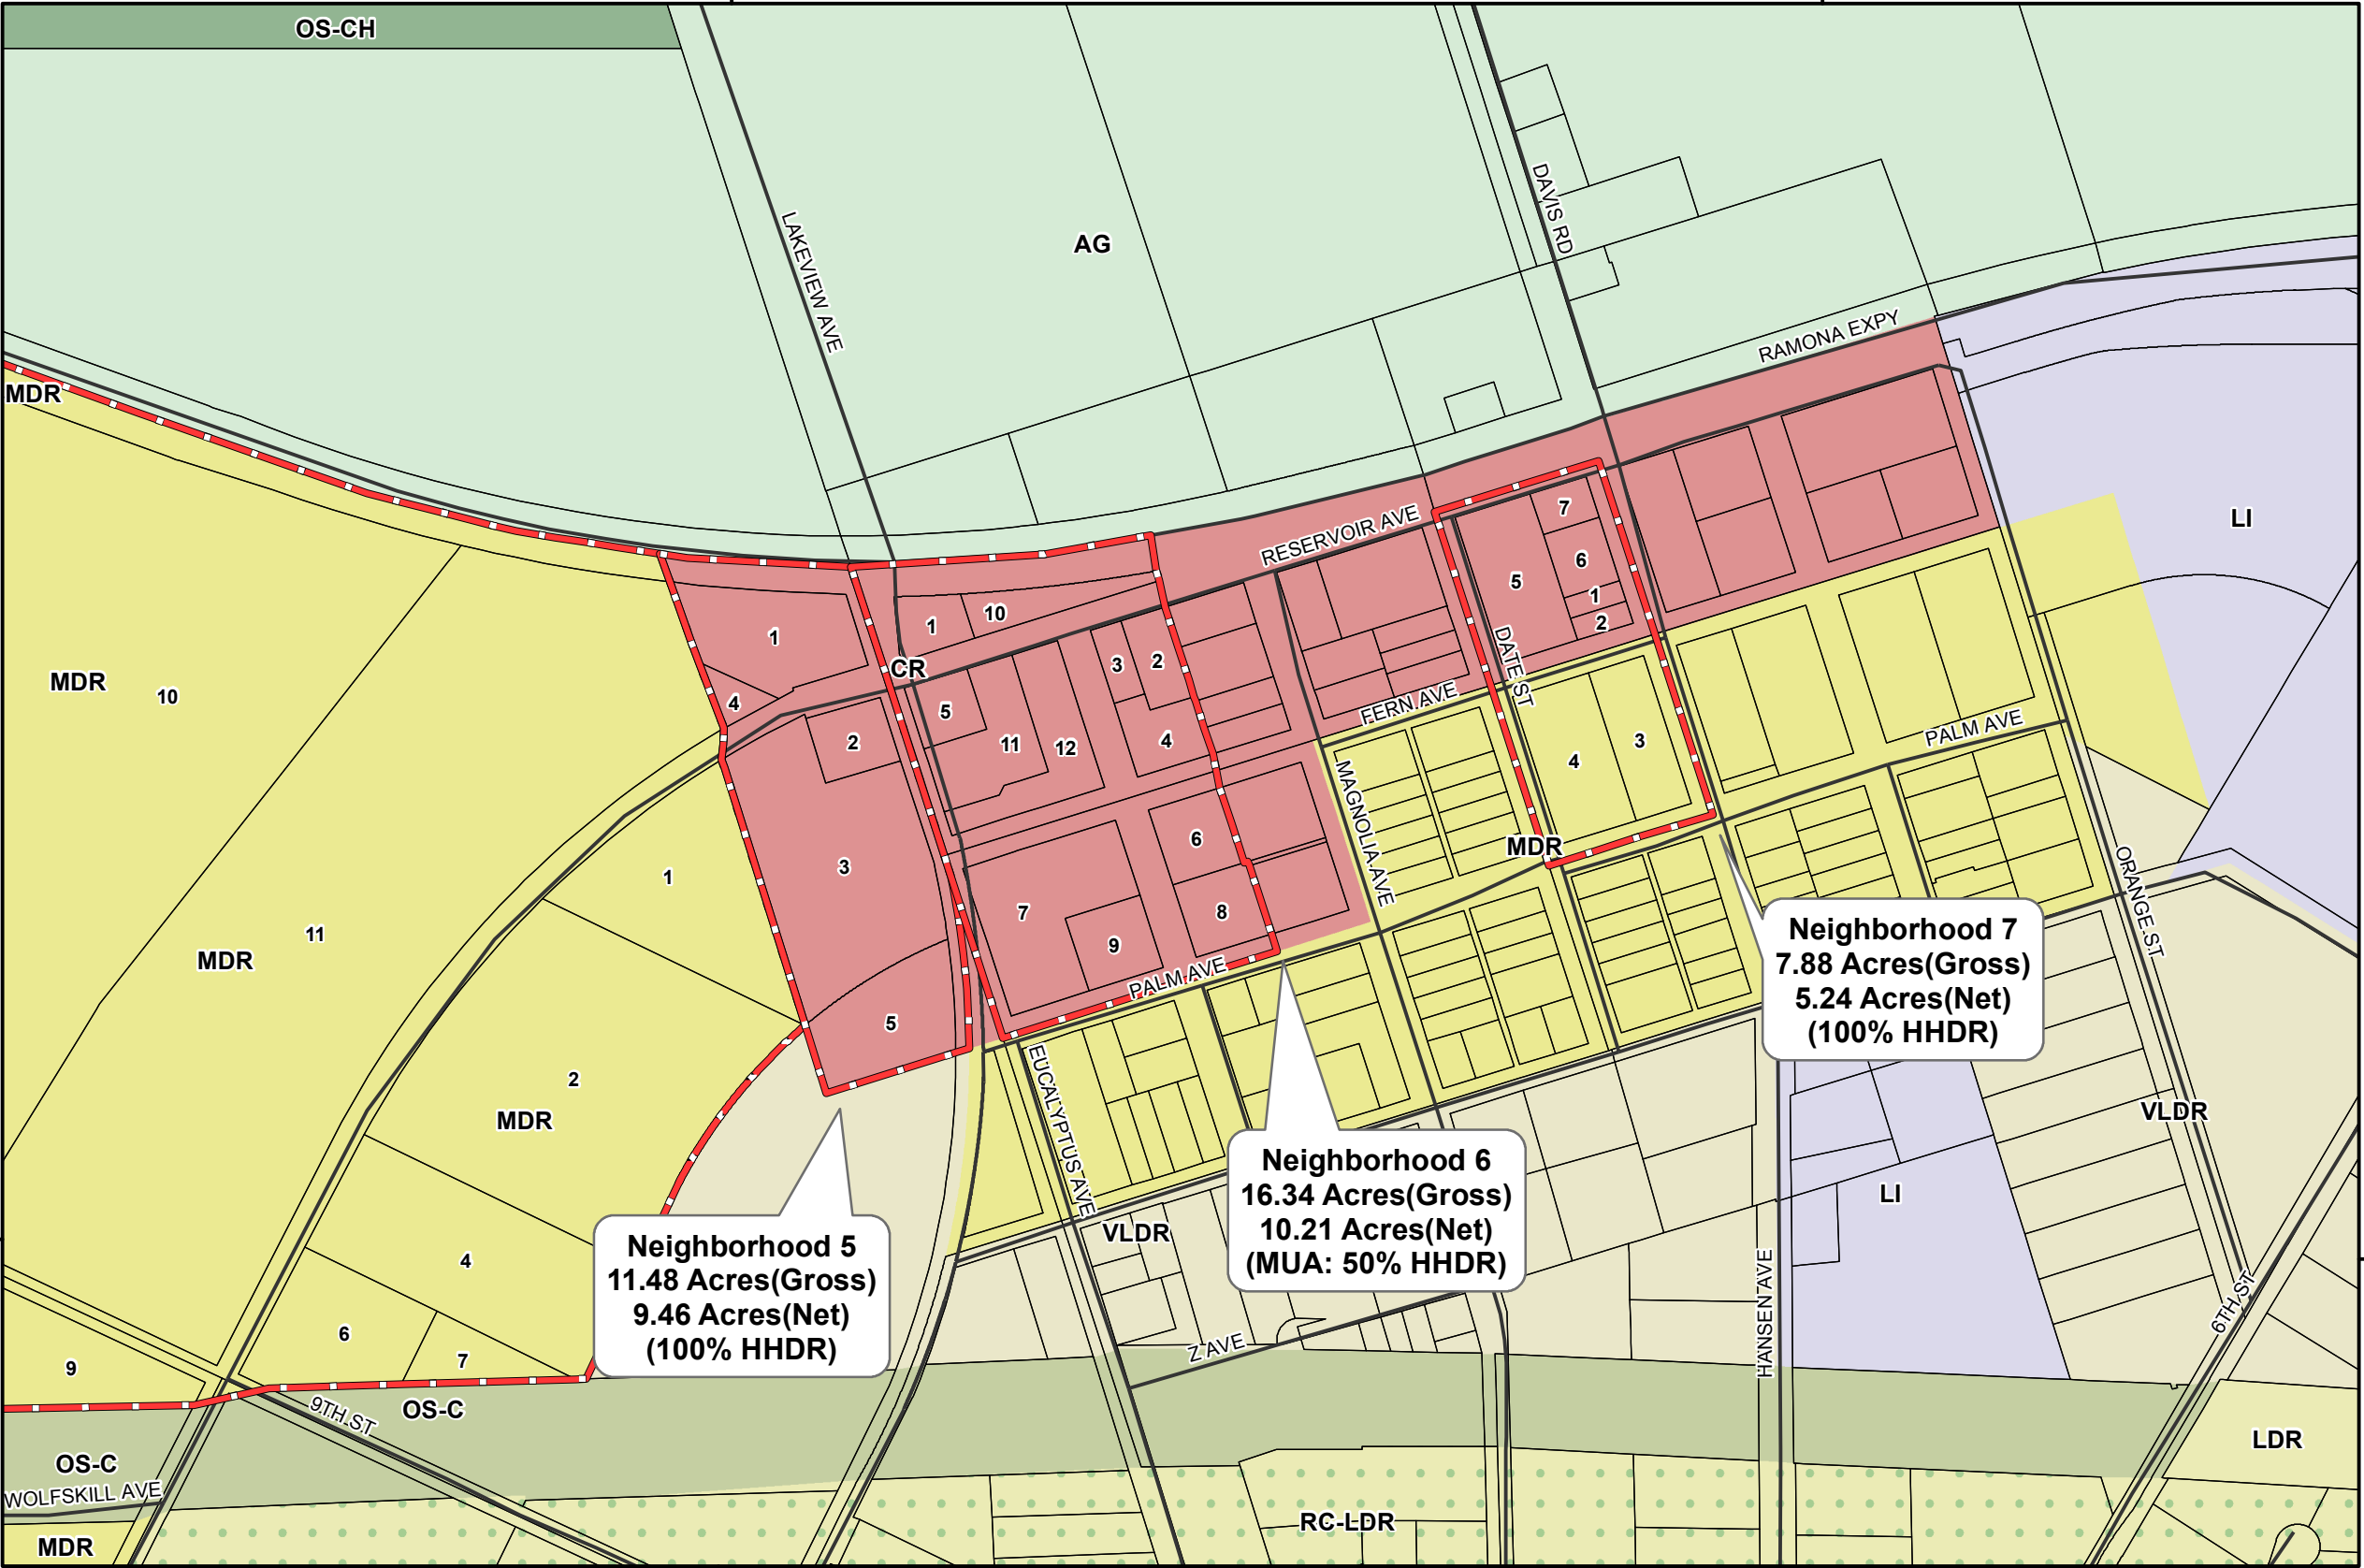 OS-CH
LAKEVIEW AVE
AG
DAVIS RD
RAMONA EXPY
MDR
RESERVOIR AVE
LI
7
5
6
1
2
1
10
1
CR
3
2
4
5
DATE ST
FERN AVE
MDR
10
2
11
12
4
4
3
PALM AVE
MAGNOLIA AVE
3
6
MDR
1
7
8
9
ORANGE ST
11
MDR
PALM AVE
Neighborhood 7
7.88 Acres(Gross)
5.24 Acres(Net)
(100% HHDR)
5
2
MDR
EUCALYPTUS AVE
VLDR
Neighborhood 6
16.34 Acres(Gross)
10.21 Acres(Net)
(MUA: 50% HHDR)
LI
VLDR
Neighborhood 5
11.48 Acres(Gross)
9.46 Acres(Net)
(100% HHDR)
4
6
7
9
Z AVE
HANSEN AVE
6TH ST
9TH ST
OS-C
LDR
OS-C
WOLFSKILL AVE
RC-LDR
MDR